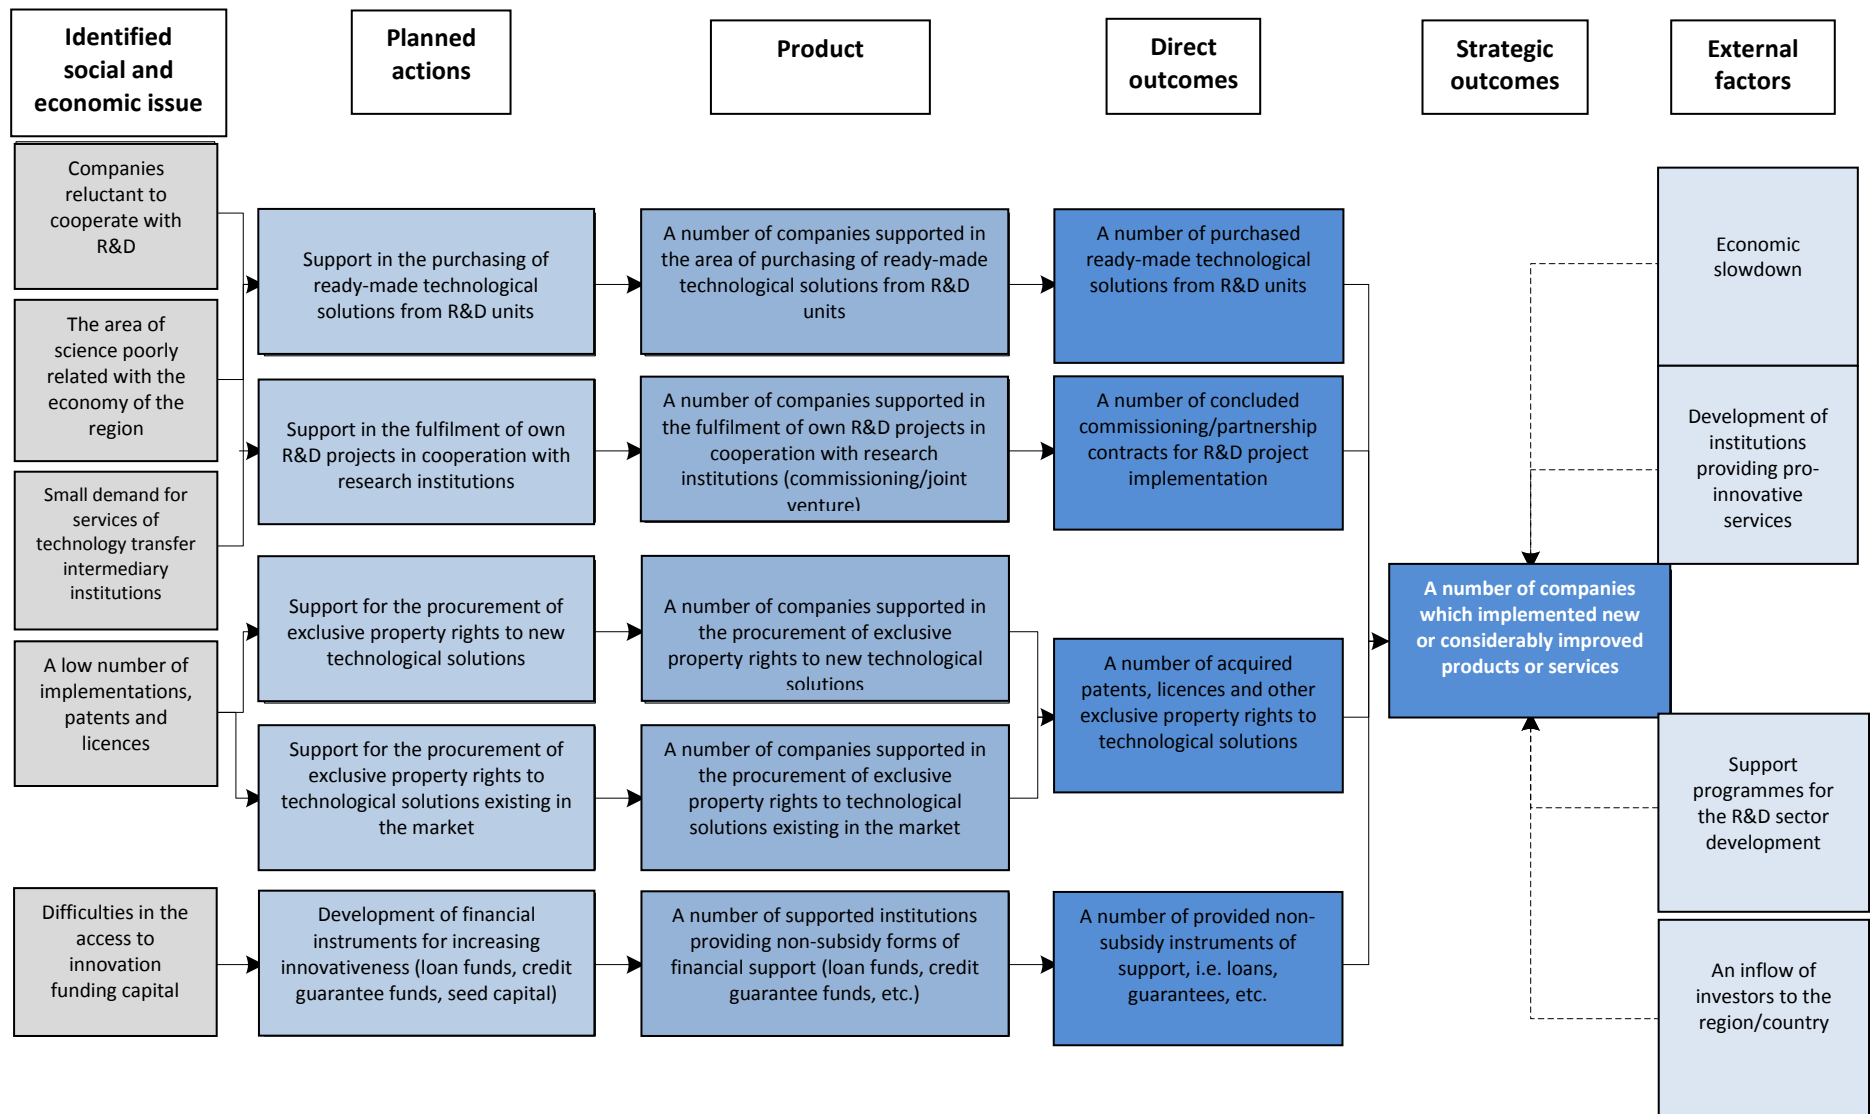 Identified
social and
economic issue
Planned
actions
Product
Direct
outcomes
Strategic
outcomes
External
factors
Companies
reluctant to
cooperate with
R&D
The area of
science poorly
related with the
economy of the
region
Small demand for
services of
technology transfer
intermediary
institutions
A low number of
implementations,
patents and
licences
Difficulties in the
access to
innovation
funding capital
Support in the purchasing of
ready-made technological
solutions from R&D units
Support in the fulfilment of own
R&D projects in cooperation with
research institutions
Support for the procurement of
exclusive property rights to new
technological solutions
Support for the procurement of
exclusive property rights to
technological solutions existing in
the market
Development of financial
instruments for increasing
innovativeness (loan funds, credit
guarantee funds, seed capital)
A number of companies supported in
the area of purchasing of ready-made
technological solutions from R&D
units
A number of companies supported in
the fulfilment of own R&D projects in
cooperation with research
institutions (commissioning/joint
venture)
A number of companies supported in
the procurement of exclusive
property rights to new technological
solutions
A number of companies supported in
the procurement of exclusive
property rights to technological
solutions existing in the market
A number of supported institutions
providing non-subsidy forms of
financial support (loan funds, credit
guarantee funds, etc.)
A number of purchased
ready-made technological
solutions from R&D units
A number of concluded
commissioning/partnership
contracts for R&D project
implementation
A number of acquired
patents, licences and other
exclusive property rights to
technological solutions
A number of provided non-
subsidy instruments of
support, i.e. loans,
guarantees, etc.
A number of companies
which implemented new
or considerably improved
products or services
Economic
slowdown
Development of
institutions
providing pro-
innovative
services
Support
programmes for
the R&D sector
development
An inflow of
investors to the
region/country